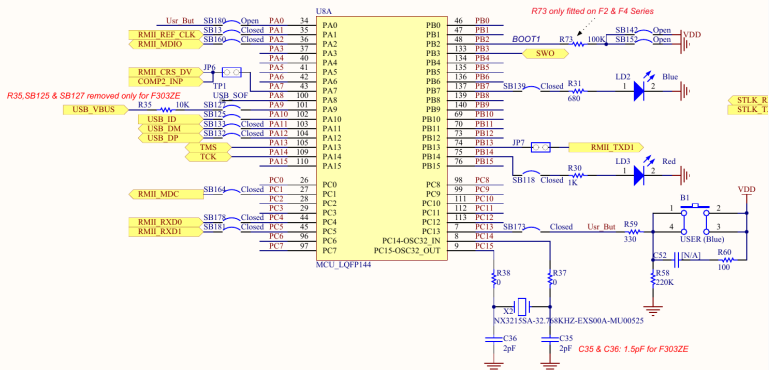 U8A
R73 only fitted on F2 & F4 Series
Usr_But SB180 Open PA0 34 PA0 PB0 46 PB0
RMII_REF_CLK SB13 Closed PA1 35 PA1 PB1 47 PB1
RMII_MDIO SB160 Closed PA2 36 PA2 PB2 48 PB2 BOOT1 R73 100K SB142 Open SB152 Open VDD
PA3 37 PA3 PB3 133 PB3 SWO
PA4 40 PA4 PB4 134 PB4
PA5 41 PA5 PB5 135 PB5
RMII_CRS_DV JP6 PA6 42 PA6 PB6 136 PB6
COMP2_INP TP1 PA7 43 PA7 PB7 137 PB7 SB139 Closed R31 680 1 LD2 2 Blue
R35,SB125 & SB127 removed only for F303ZE
USB_SOF PA8 100 PA8 PB8 139 PB8
USB_VBUS R35 10K SB127 PA9 101 PA9 PB9 140 PB9
STLK_R
STLK_T
USB_ID SB125 Closed PA10 102 PA10 PB10 69 PB10
USB_DM SB133 Closed PA11 103 PA11 PB11 70 PB11
USB_DP SB132 Closed PA12 104 PA12 PB12 73 PB12
TMS PA13 105 PA13 PB13 74 PB13 JP7 RMII_TXD1
TCK PA14 109 PA14 PB14 75 PB14
PA15 110 PA15 PB15 76 PB15
SB118 Closed R30 1K 1 LD3 2 Red
PC0 26 PC0 PC8 98 PC8
RMII_MDC SB164 Closed PC1 27 PC1 PC9 99 PC9
PC2 28 PC2 PC10 111 PC10
PC3 29 PC3 PC11 112 PC11
RMII_RXD0 SB178 Closed PC4 44 PC4 PC12 113 PC12
RMII_RXD1 SB181 Closed PC5 45 PC5 PC13 7 PC13 SB173 Closed Usr_But R59 330
PC6 96 PC6 PC14-OSC32_IN 8 PC14
PC7 97 PC7 PC15-OSC32_OUT 9 PC15
MCU_LQFP144
VDD
B1
1 2
4 3
USER (Blue)
C52 [N/A] R60 100
R58 220K
R38 0
R37 0
X2
NX3215SA-32.768KHZ-EXS00A-MU00525
C36 2pF
C35 2pF
C35 & C36: 1.5pF for F303ZE